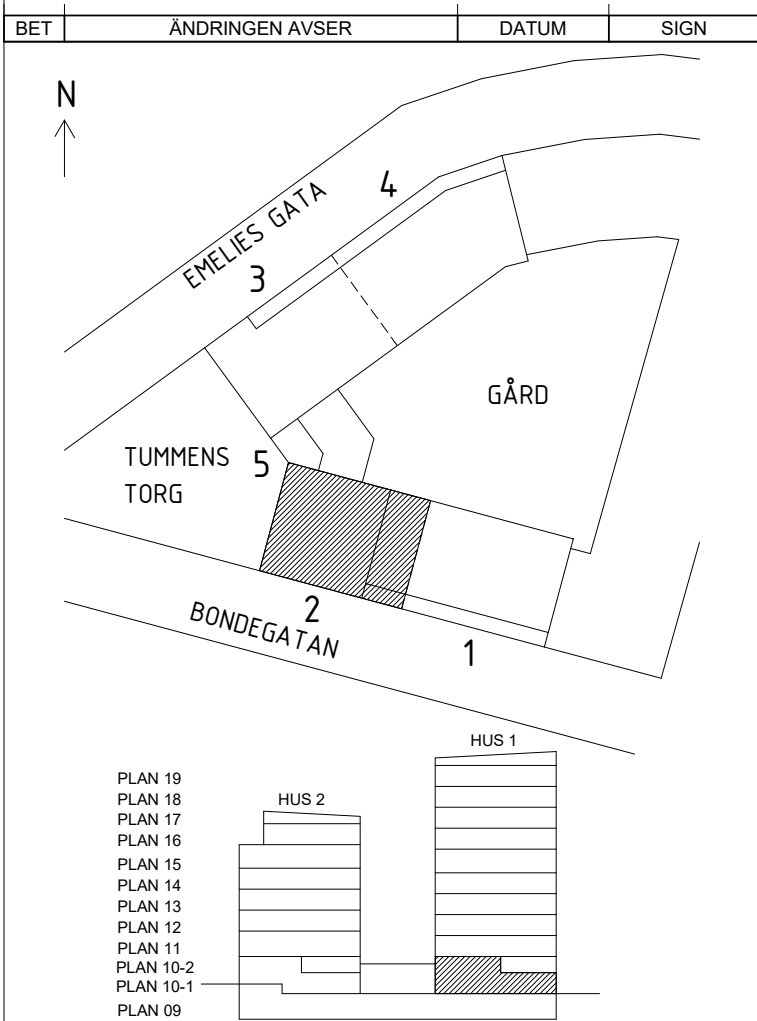 BET ÄNDRINGEN AVSER DATUM SIGN
N
4
EMELIES GATA
3
GÅRD
TUMMENS
TORG
5
2
BONDEGATAN
1
HUS 1
PLAN 19
PLAN 18
HUS 2
PLAN 17
PLAN 16
PLAN 15
PLAN 14
PLAN 13
PLAN 12
PLAN 11
PLAN 10-2
PLAN 10-1
PLAN 09